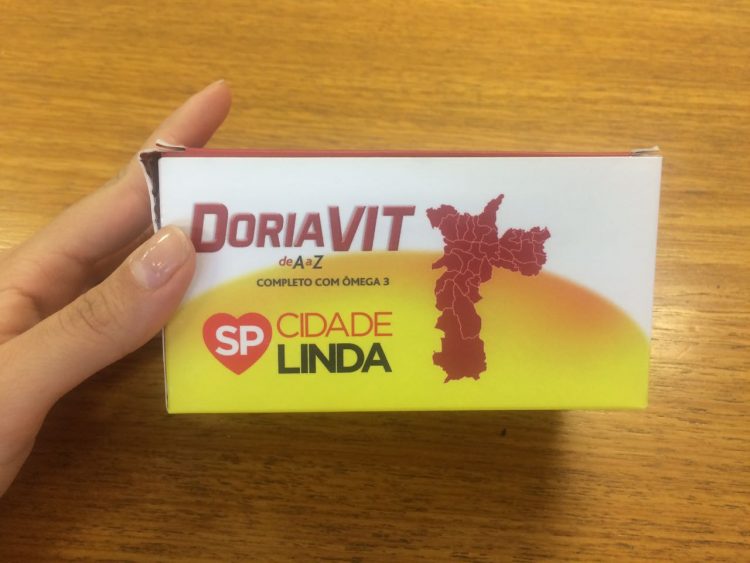 DORIAVIT
de A a Z
COMPLETO COM ÔMEGA 3
SP CIDADE
LINDA